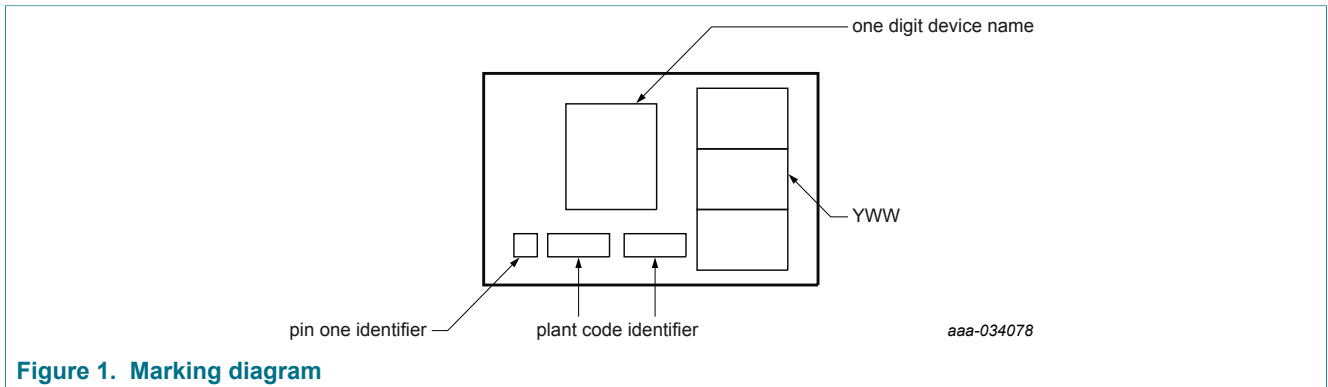 one digit device name
YWW
pin one identifier
plant code identifier
aaa-034078
Figure 1. Marking diagram